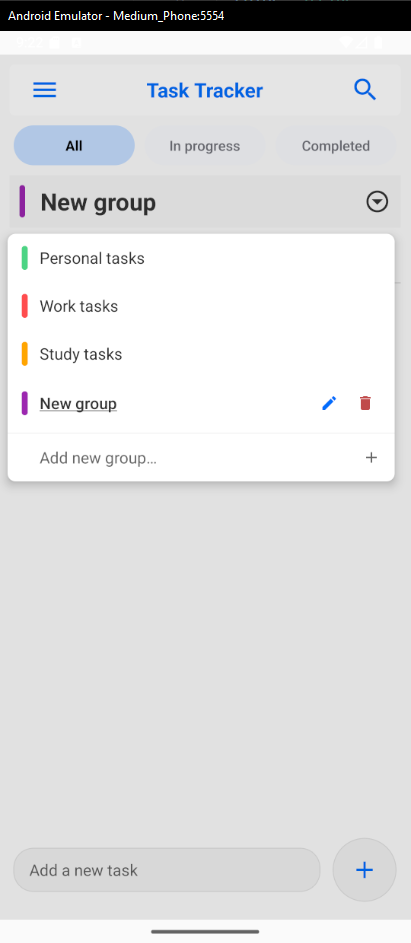 Android Emulator - Medium_Phone:5554
Task Tracker
All In progress Completed
New group
Personal tasks
Work tasks
Study tasks
New group
Add new group...
Add a new task